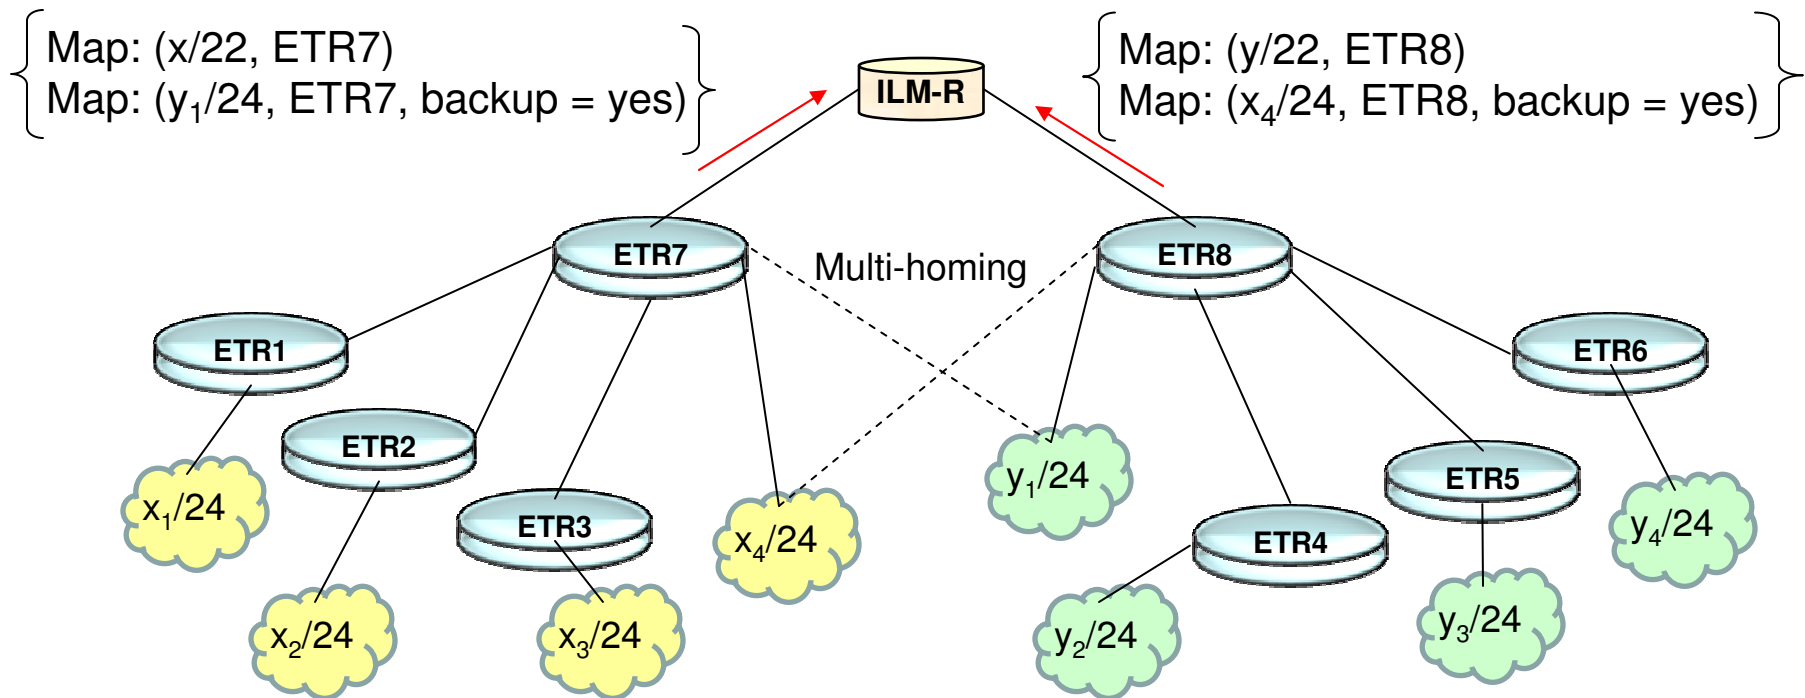 Map: (x/22, ETR7)
Map: (y₁/24, ETR7, backup = yes)
ILM-R
Map: (y/22, ETR8)
Map: (x₄/24, ETR8, backup = yes)
ETR7
Multi-homing
ETR8
ETR1
ETR6
ETR2
ETR5
ETR3
ETR4
x₁/24
x₄/24
y₁/24
y₄/24
x₂/24
x₃/24
y₂/24
y₃/24